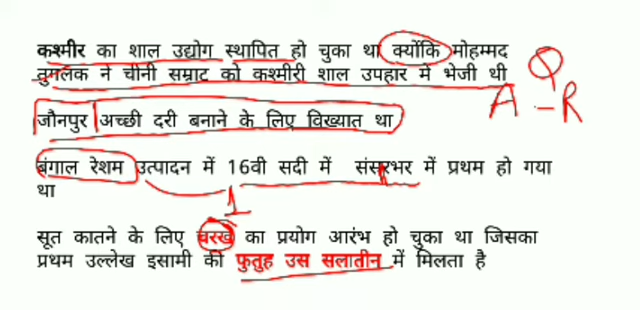 कश्मीर का शाल उद्योग स्थापित हो चुका था क्योंकि मोहम्मद
तुगलक ने चीनी सम्राट को कश्मीरी शाल उपहार में भेजी थी
Q
A - R
जौनपुर अच्छी दरी बनाने के लिए विख्यात था
बंगाल रेशम उत्पादन में 16वी सदी में संसारभर में प्रथम हो गया
था
1
सूत कातने के लिए चरखे का प्रयोग आरंभ हो चुका था जिसका
प्रथम उल्लेख इसामी की फुतुह उस सलातीन में मिलता है